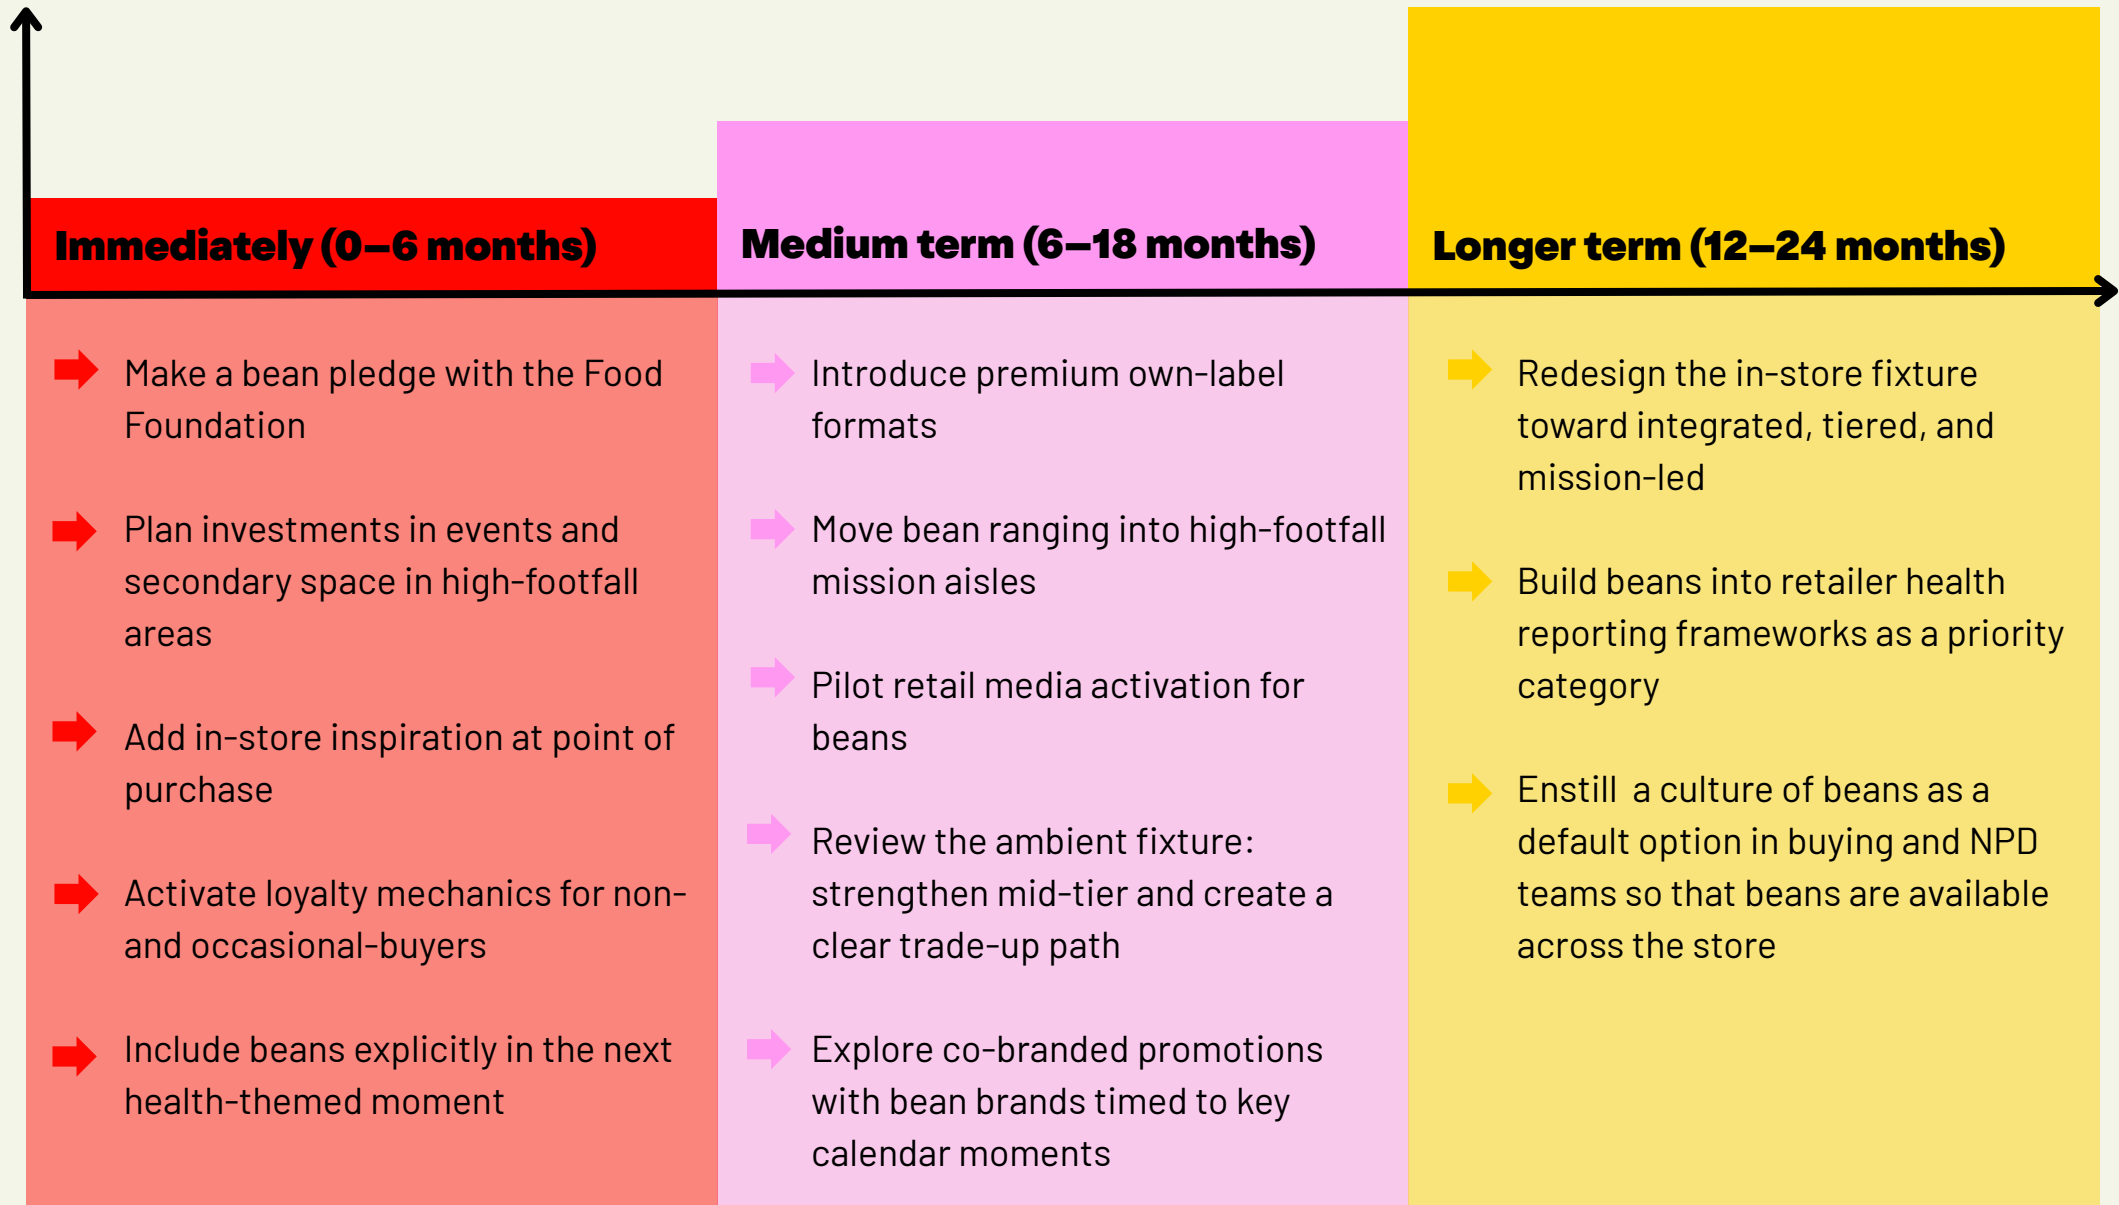 Immediately (0–6 months)
Make a bean pledge with the Food
Foundation
Plan investments in events and
secondary space in high-footfall
areas
Add in-store inspiration at point of
purchase
Activate loyalty mechanics for non-
and occasional-buyers
Include beans explicitly in the next
health-themed moment
Medium term (6–18 months)
Introduce premium own-label
formats
Move bean ranging into high-footfall
mission aisles
Pilot retail media activation for
beans
Review the ambient fixture:
strengthen mid-tier and create a
clear trade-up path
Explore co-branded promotions
with bean brands timed to key
calendar moments
Longer term (12–24 months)
Redesign the in-store fixture
toward integrated, tiered, and
mission-led
Build beans into retailer health
reporting frameworks as a priority
category
Enstill  a culture of beans as a
default option in buying and NPD
teams so that beans are available
across the store